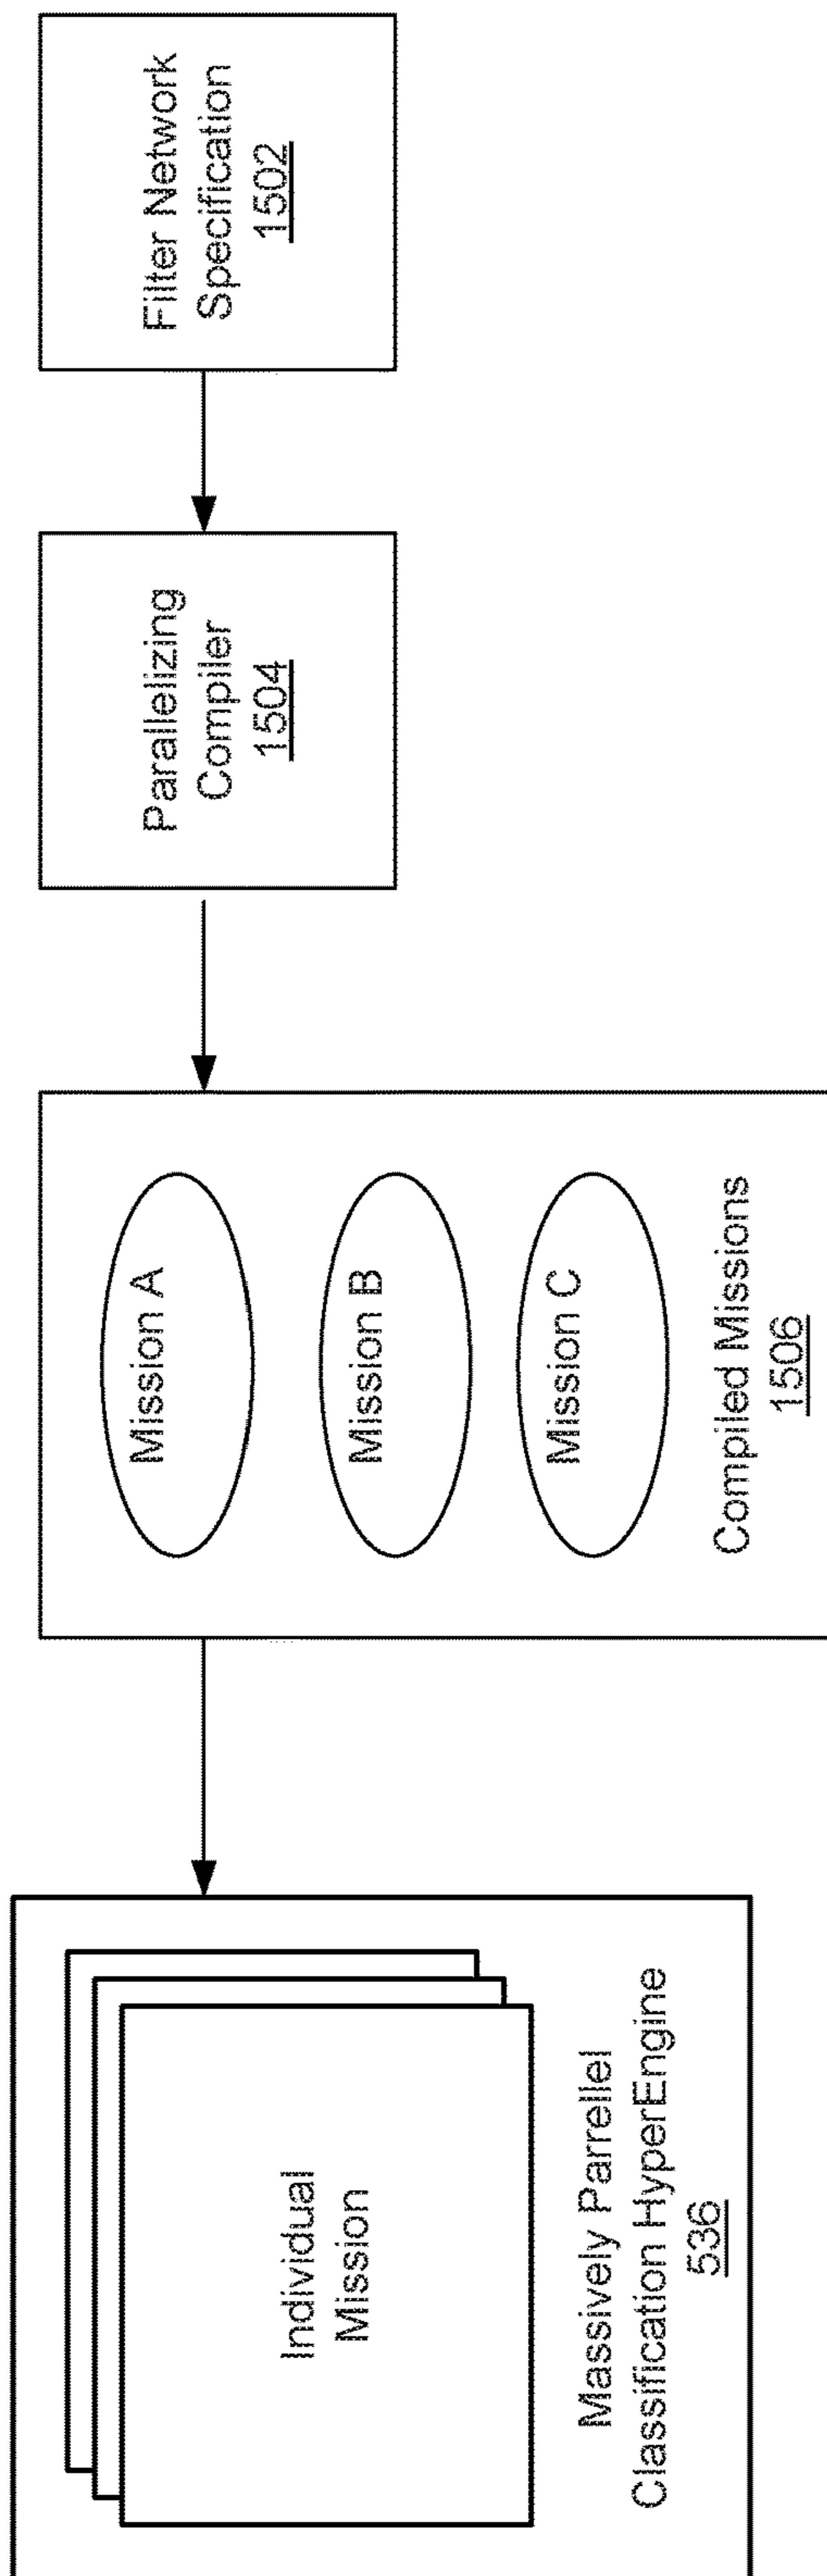 Filter Network
Specification
1502
Parallelizing
Compiler
1504
Mission A
Mission B
Mission C
Compiled Missions
1506
Individual
Mission
Massively Parrellel
Classification HyperEngine
536